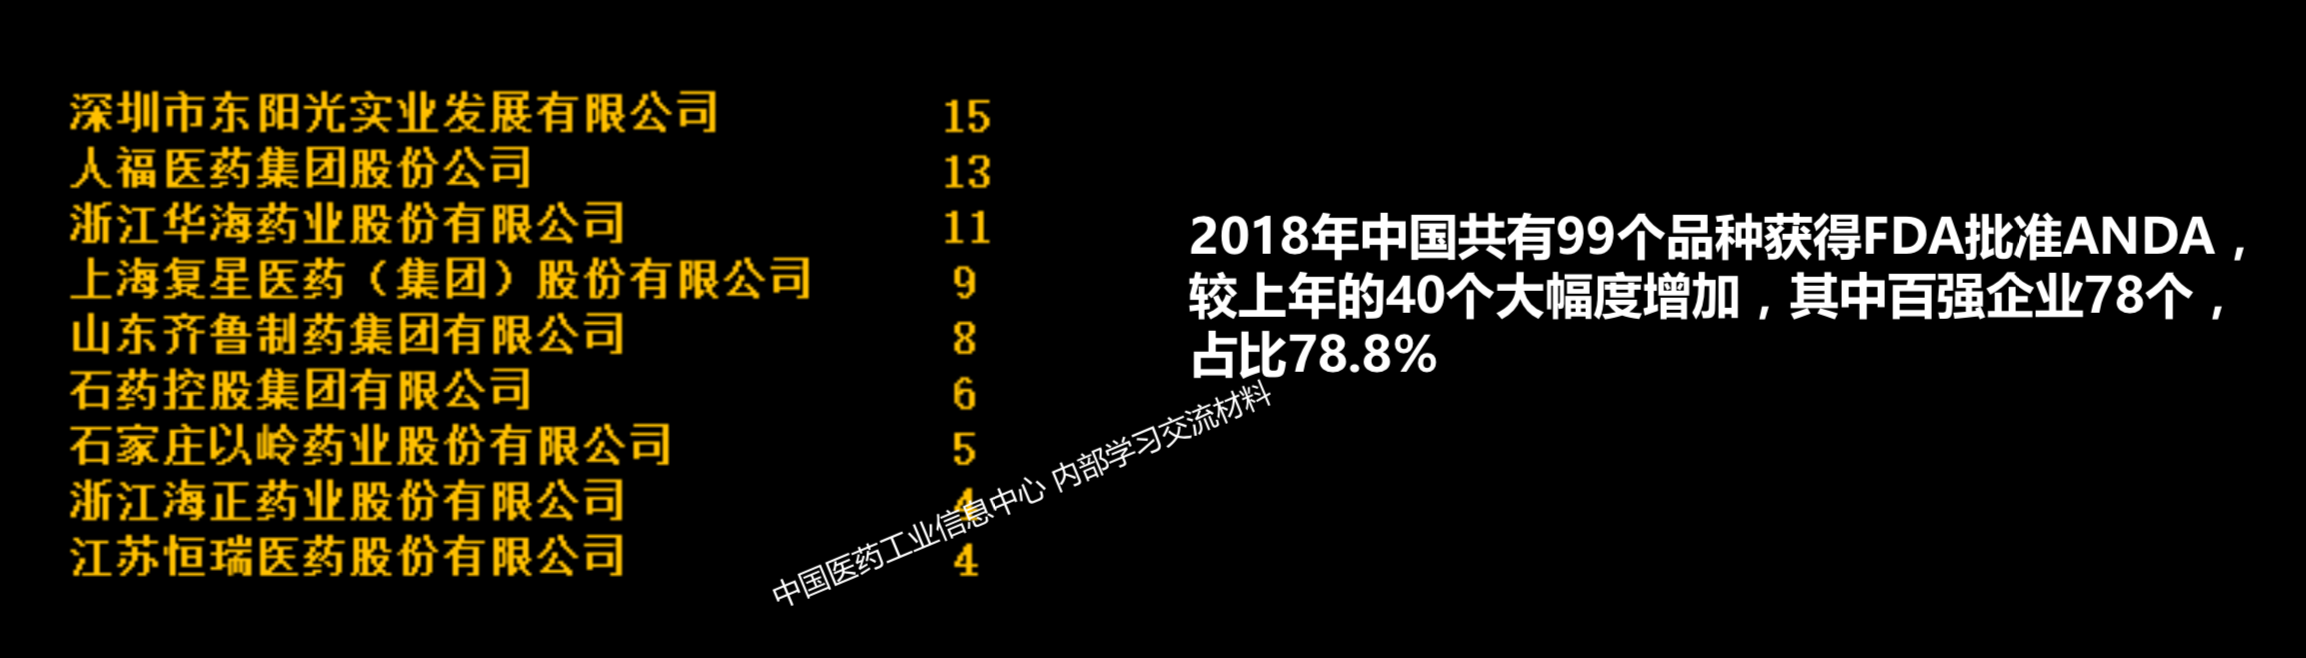 深圳市东阳光实业发展有限公司 15
人福医药集团股份公司 13
浙江华海药业股份有限公司 11
上海复星医药（集团）股份有限公司 9
山东齐鲁制药集团有限公司 8
石药控股集团有限公司 6
石家庄以岭药业股份有限公司 5
浙江海正药业股份有限公司 4
江苏恒瑞医药股份有限公司 4
2018年中国共有99个品种获得FDA批准ANDA，
较上年的40个大幅度增加，其中百强企业78个，
占比78.8%
中国医药工业信息中心 内部学习交流材料